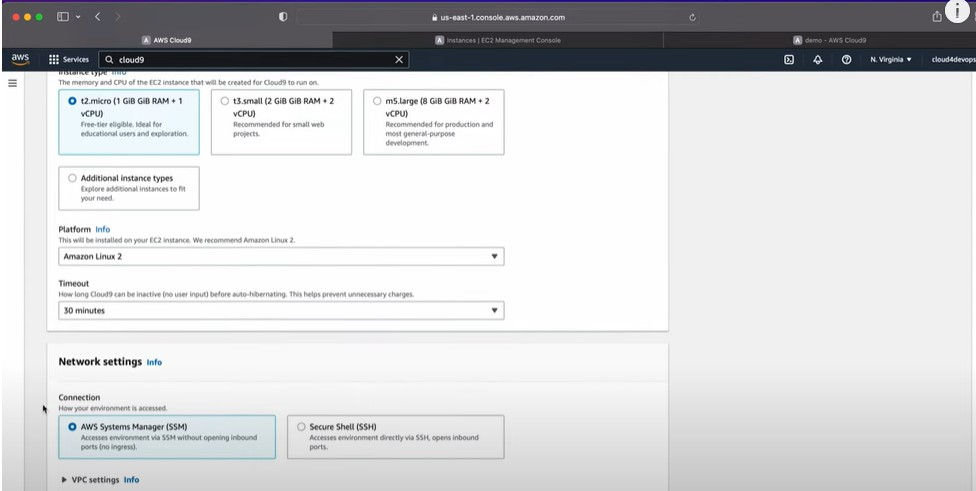 us-east-1.console.aws.amazon.com
i
AWS Cloud9
Instances | EC2 Management Console
demo - AWS Cloud9
aws
Services
cloud9
N. Virginia
cloud4devops
Instance type Info
The memory and CPU of the EC2 instance that will be created for Cloud9 to run on.
t2.micro (1 GiB GiB RAM + 1
vCPU)
Free-tier eligible. Ideal for
educational users and exploration.
t3.small (2 GiB GiB RAM + 2
vCPU)
Recommended for small web
projects.
m5.large (8 GiB GiB RAM + 2
vCPU)
Recommended for production and
most general-purpose
development.
Additional instance types
Explore additional instances to fit
your need.
Platform Info
This will be installed on your EC2 instance. We recommend Amazon Linux 2.
Amazon Linux 2
Timeout
How long Cloud9 can be inactive (no user input) before auto-hibernating. This helps prevent unnecessary charges.
30 minutes
Network settings Info
Connection
How your environment is accessed.
AWS Systems Manager (SSM)
Accesses environment via SSM without opening inbound
ports (no ingress).
Secure Shell (SSH)
Accesses environment directly via SSH, opens inbound
ports.
VPC settings Info